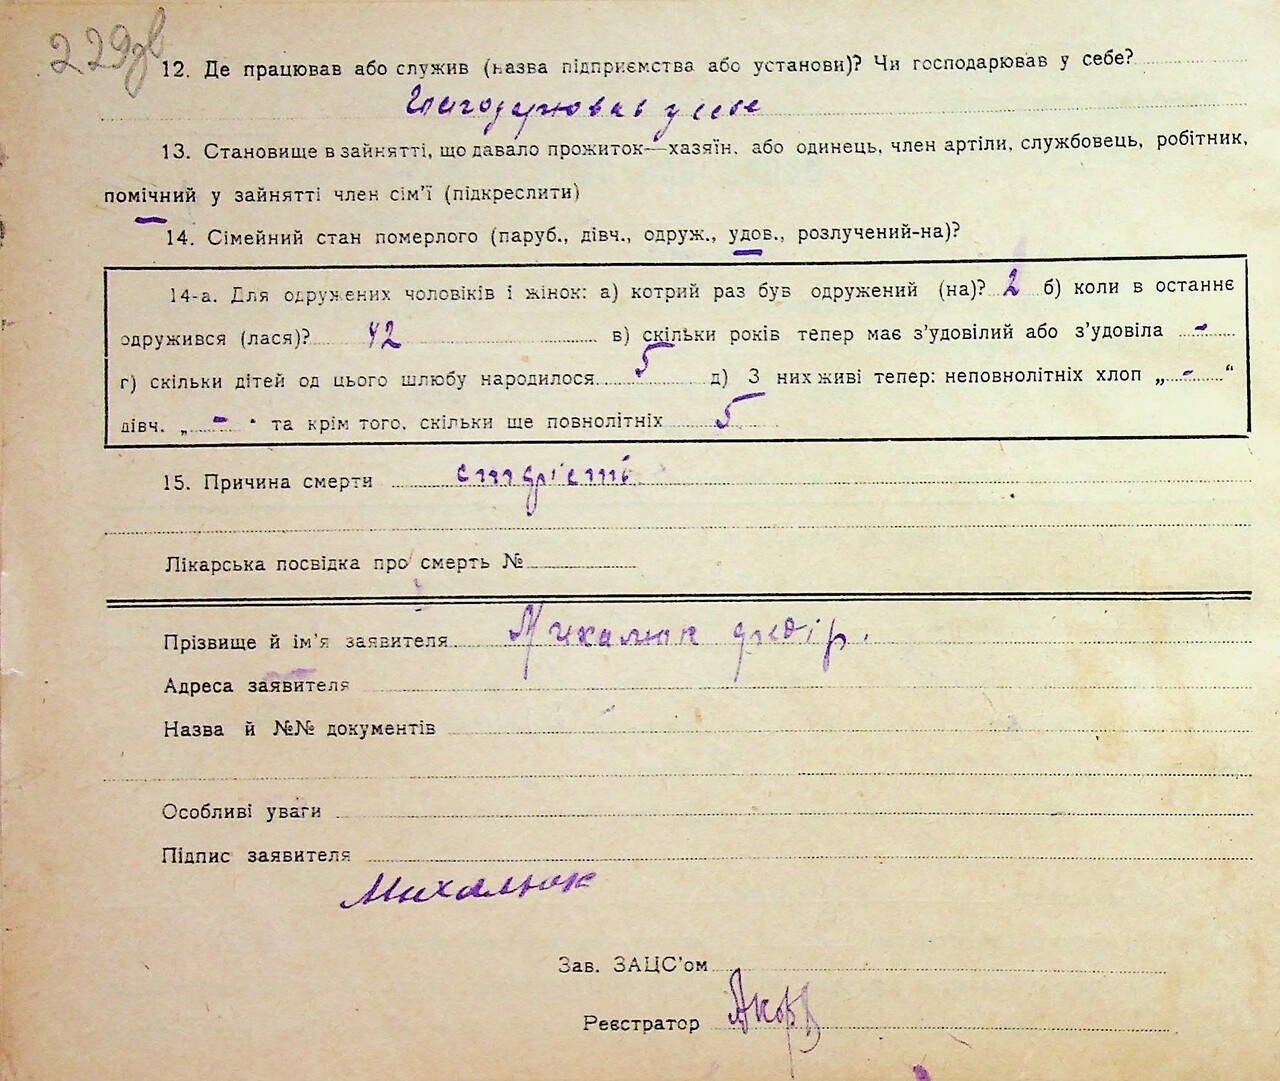 229зв
12. Де працював або служив (назва підприємства або установи)? Чи господарював у себе?
Господарював у себе
13. Становище в зайнятті, що давало прожиток—хазяїн, або одинець, член артіли, службовець, робітник,
помічний у зайнятті член сім'ї (підкреслити)
14. Сімейний стан померлого (паруб., дівч., одруж., удов., розлучений-на)?
14-а. Для одружених чоловіків і жінок: а) котрий раз був одружений (на)? 2 б) коли в останнє
одружився (лася)? 42 в) скільки років тепер має з'удовілий або з'удовіла -
г) скільки дітей од цього шлюбу народилося 5 д) З них живі тепер: неповнолітніх хлоп „ - “
дівч. „ - “ та крім того, скільки ще повнолітніх 5
15. Причина смерти старість
Лікарська посвідка про смерть №
Прізвище й ім'я заявителя Михалюк Федір.
Адреса заявителя
Назва й №№ документів
Особливі уваги
Підпис заявителя
Михалюк
Зав. ЗАЦС'ом
Реєстратор